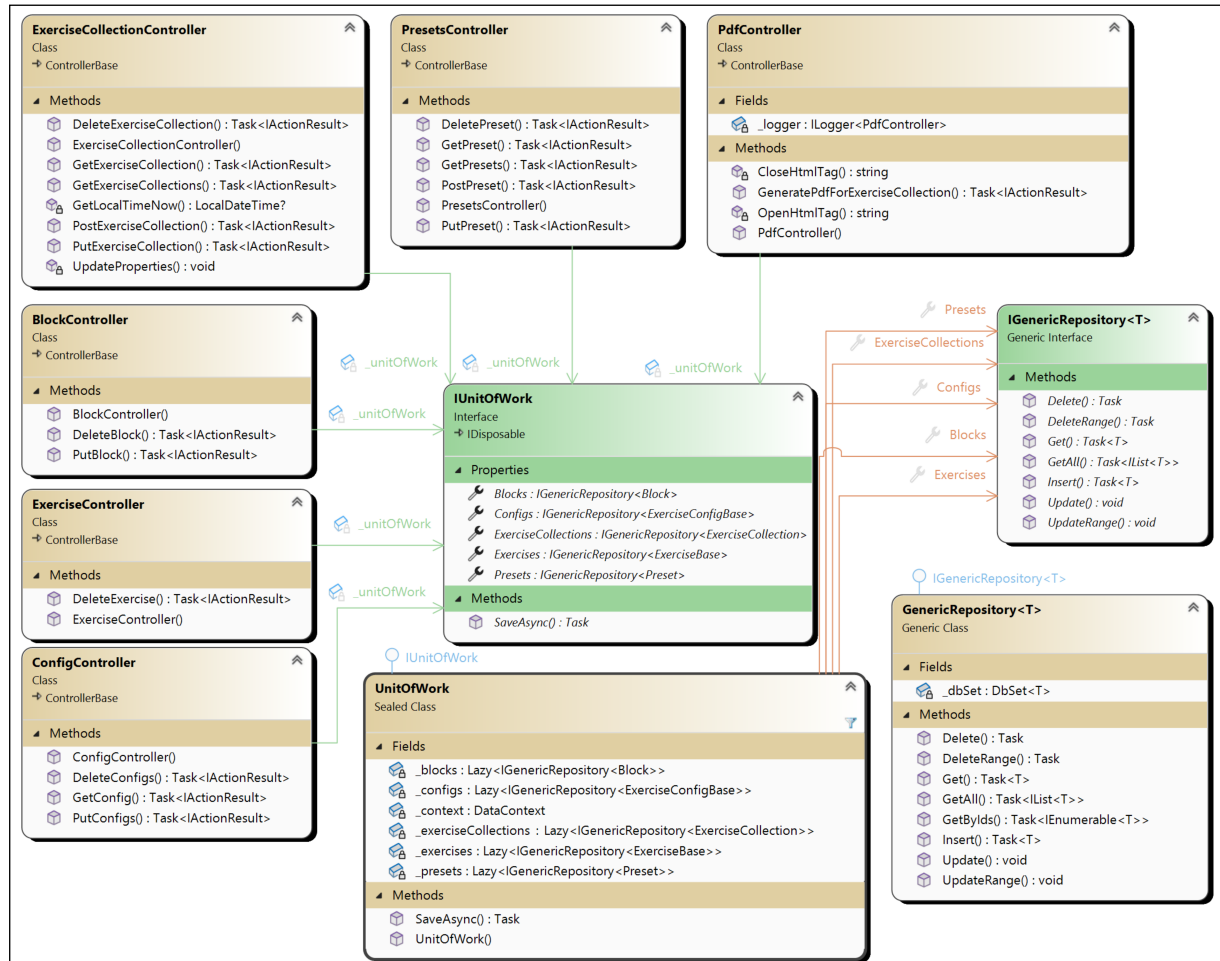 ExerciseCollectionController
Class
ControllerBase
Methods
DeleteExerciseCollection() : Task<IActionResult>
ExerciseCollectionController()
GetExerciseCollection() : Task<IActionResult>
GetExerciseCollections() : Task<IActionResult>
GetLocalTimeNow() : LocalDateTime?
PostExerciseCollection() : Task<IActionResult>
PutExerciseCollection() : Task<IActionResult>
UpdateProperties() : void
PresetsController
Class
ControllerBase
Methods
DeletePreset() : Task<IActionResult>
GetPreset() : Task<IActionResult>
GetPresets() : Task<IActionResult>
PostPreset() : Task<IActionResult>
PresetsController()
PutPreset() : Task<IActionResult>
PdfController
Class
ControllerBase
Fields
_logger : ILogger<PdfController>
Methods
CloseHtmlTag() : string
GeneratePdfForExerciseCollection() : Task<IActionResult>
OpenHtmlTag() : string
PdfController()
BlockController
Class
ControllerBase
Methods
BlockController()
DeleteBlock() : Task<IActionResult>
PutBlock() : Task<IActionResult>
_unitOfWork
_unitOfWork
_unitOfWork
_unitOfWork
ExerciseController
Class
ControllerBase
Methods
DeleteExercise() : Task<IActionResult>
ExerciseController()
_unitOfWork
ConfigController
Class
ControllerBase
Methods
ConfigController()
DeleteConfigs() : Task<IActionResult>
GetConfig() : Task<IActionResult>
PutConfigs() : Task<IActionResult>
_unitOfWork
IUnitOfWork
Interface
IDisposable
Properties
Blocks : IGenericRepository<Block>
Configs : IGenericRepository<ExerciseConfigBase>
ExerciseCollections : IGenericRepository<ExerciseCollection>
Exercises : IGenericRepository<ExerciseBase>
Presets : IGenericRepository<Preset>
Methods
SaveAsync() : Task
IUnitOfWork
UnitOfWork
Sealed Class
Fields
_blocks : Lazy<IGenericRepository<Block>>
_configs : Lazy<IGenericRepository<ExerciseConfigBase>>
_context : DataContext
_exerciseCollections : Lazy<IGenericRepository<ExerciseCollection>>
_exercises : Lazy<IGenericRepository<ExerciseBase>>
_presets : Lazy<IGenericRepository<Preset>>
Methods
SaveAsync() : Task
UnitOfWork()
Presets
ExerciseCollections
Configs
Blocks
Exercises
IGenericRepository<T>
Generic Interface
Methods
Delete() : Task
DeleteRange() : Task
Get() : Task<T>
GetAll() : Task<IList<T>>
Insert() : Task<T>
Update() : void
UpdateRange() : void
IGenericRepository<T>
GenericRepository<T>
Generic Class
Fields
_dbSet : DbSet<T>
Methods
Delete() : Task
DeleteRange() : Task
Get() : Task<T>
GetAll() : Task<IList<T>>
GetByIds() : Task<IEnumerable<T>>
Insert() : Task<T>
Update() : void
UpdateRange() : void